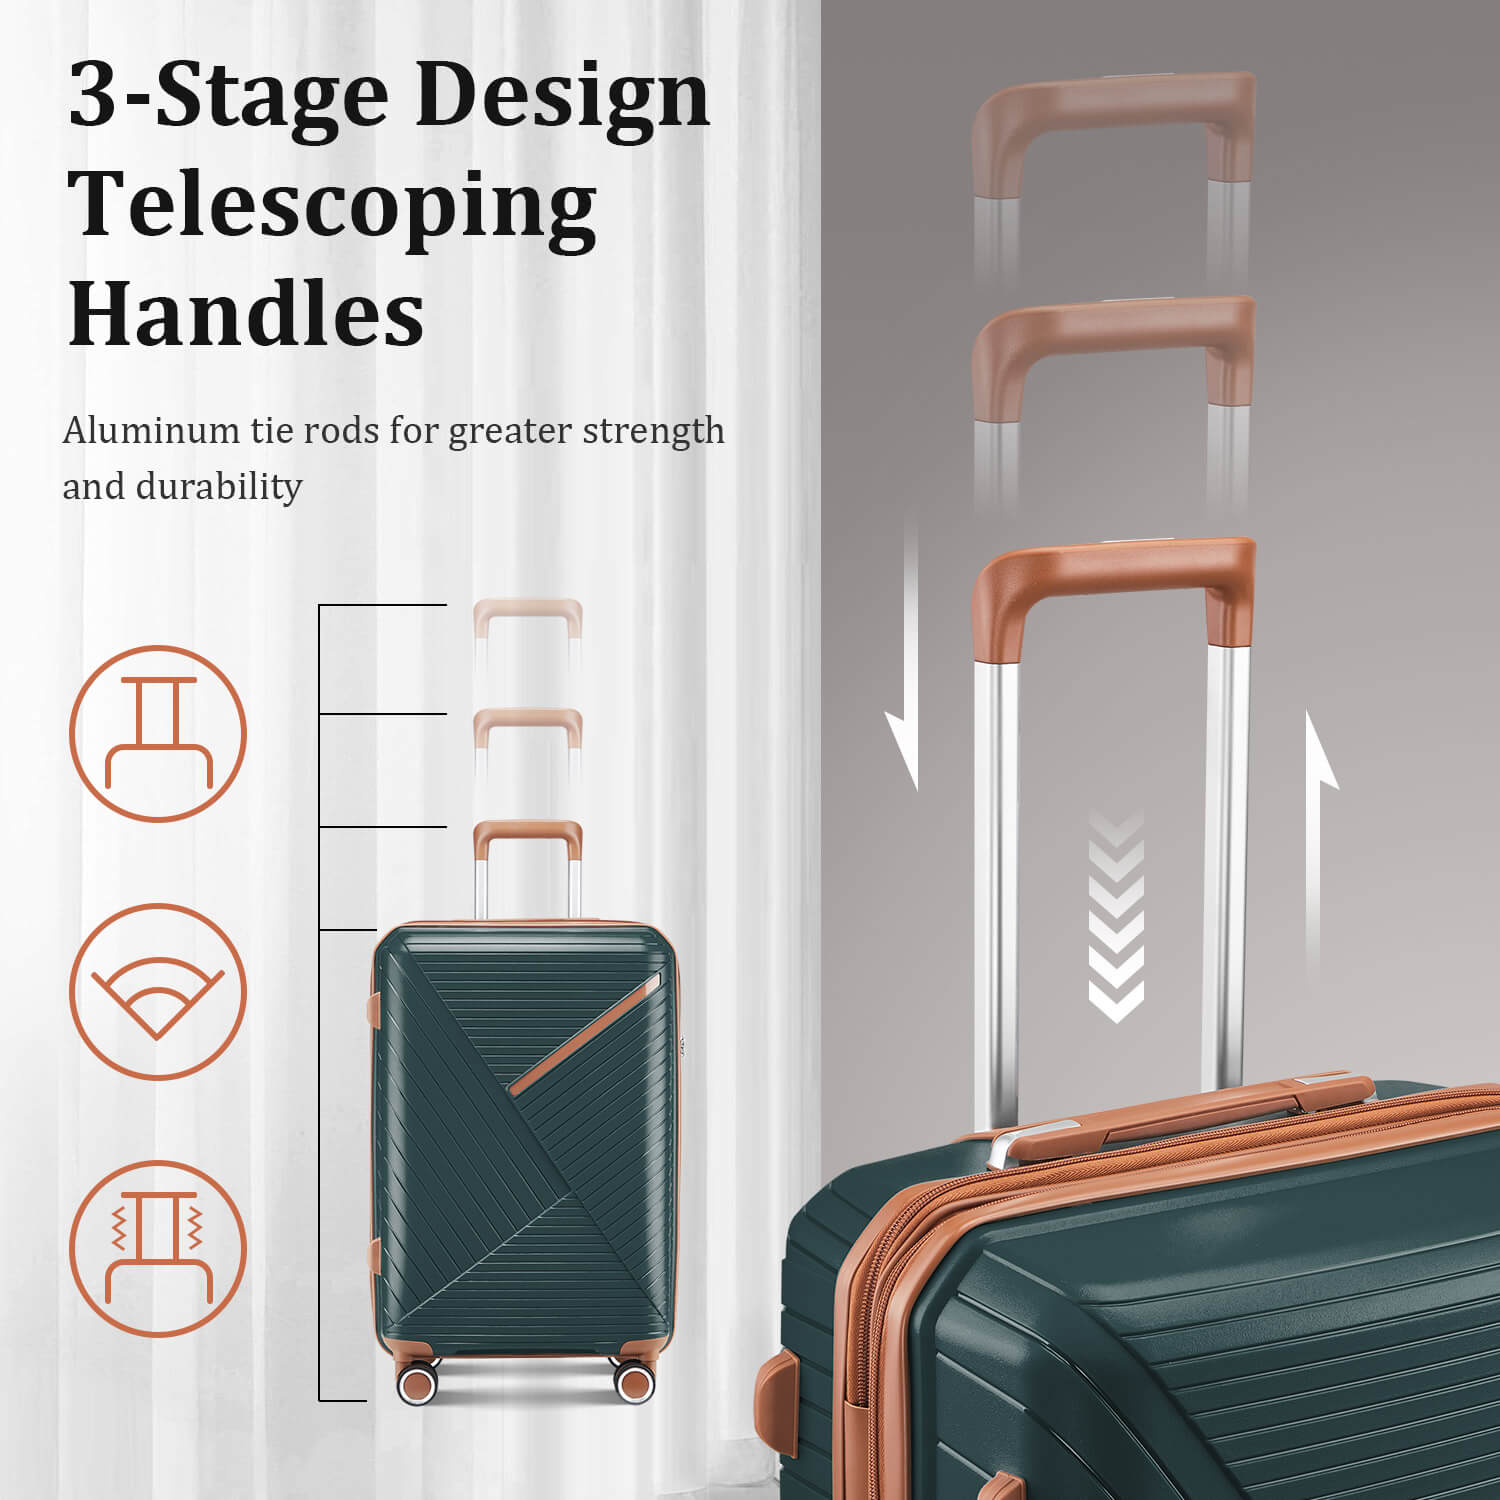 3-Stage Design
Telescoping
Handles
Aluminum tie rods for greater strength
and durability